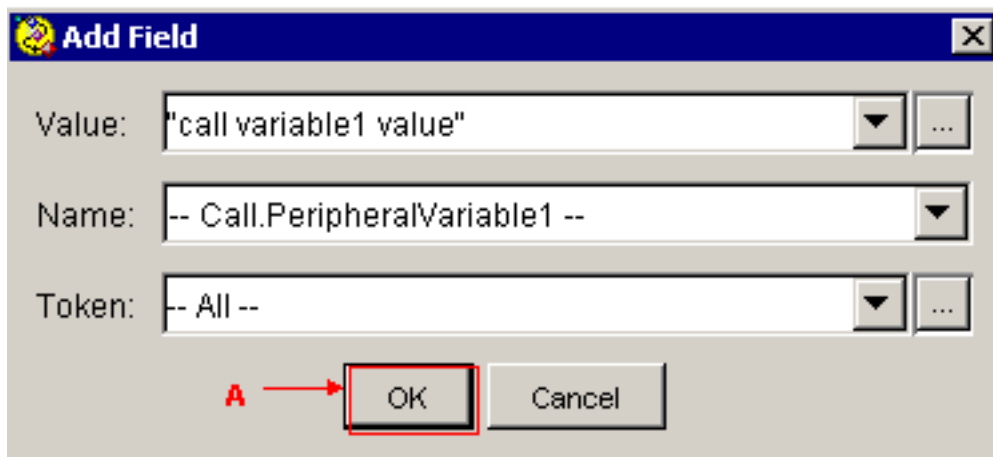 Add Field
Value: "call variable1 value" ...
Name: -- Call.PeripheralVariable1 --
Token: -- All -- ...
A OK Cancel